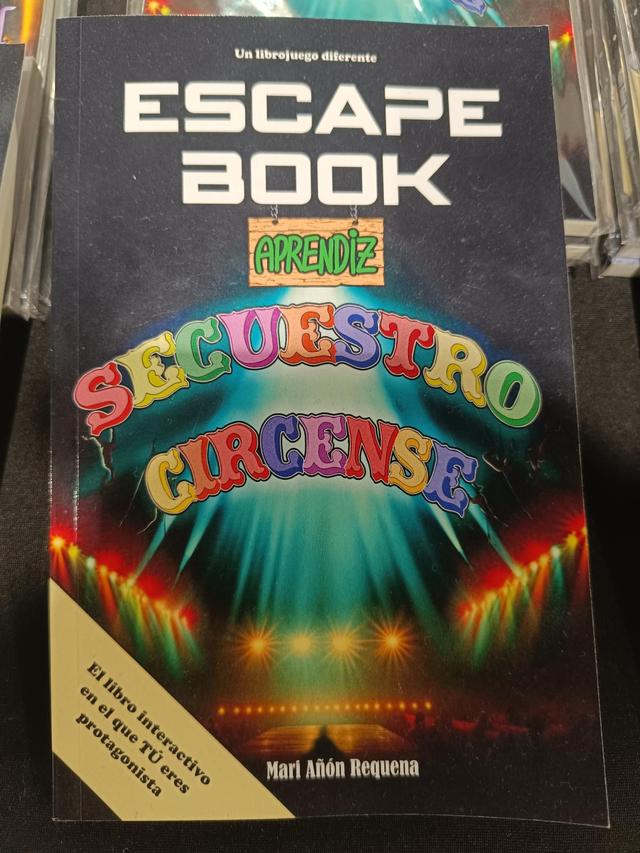 Un librojuego diferente
ESCAPE
BOOK
APRENDIZ
SECUESTRO
CIRCENSE
El libro interactivo
en el que TÚ eres
protagonista
Mari Añón Requena